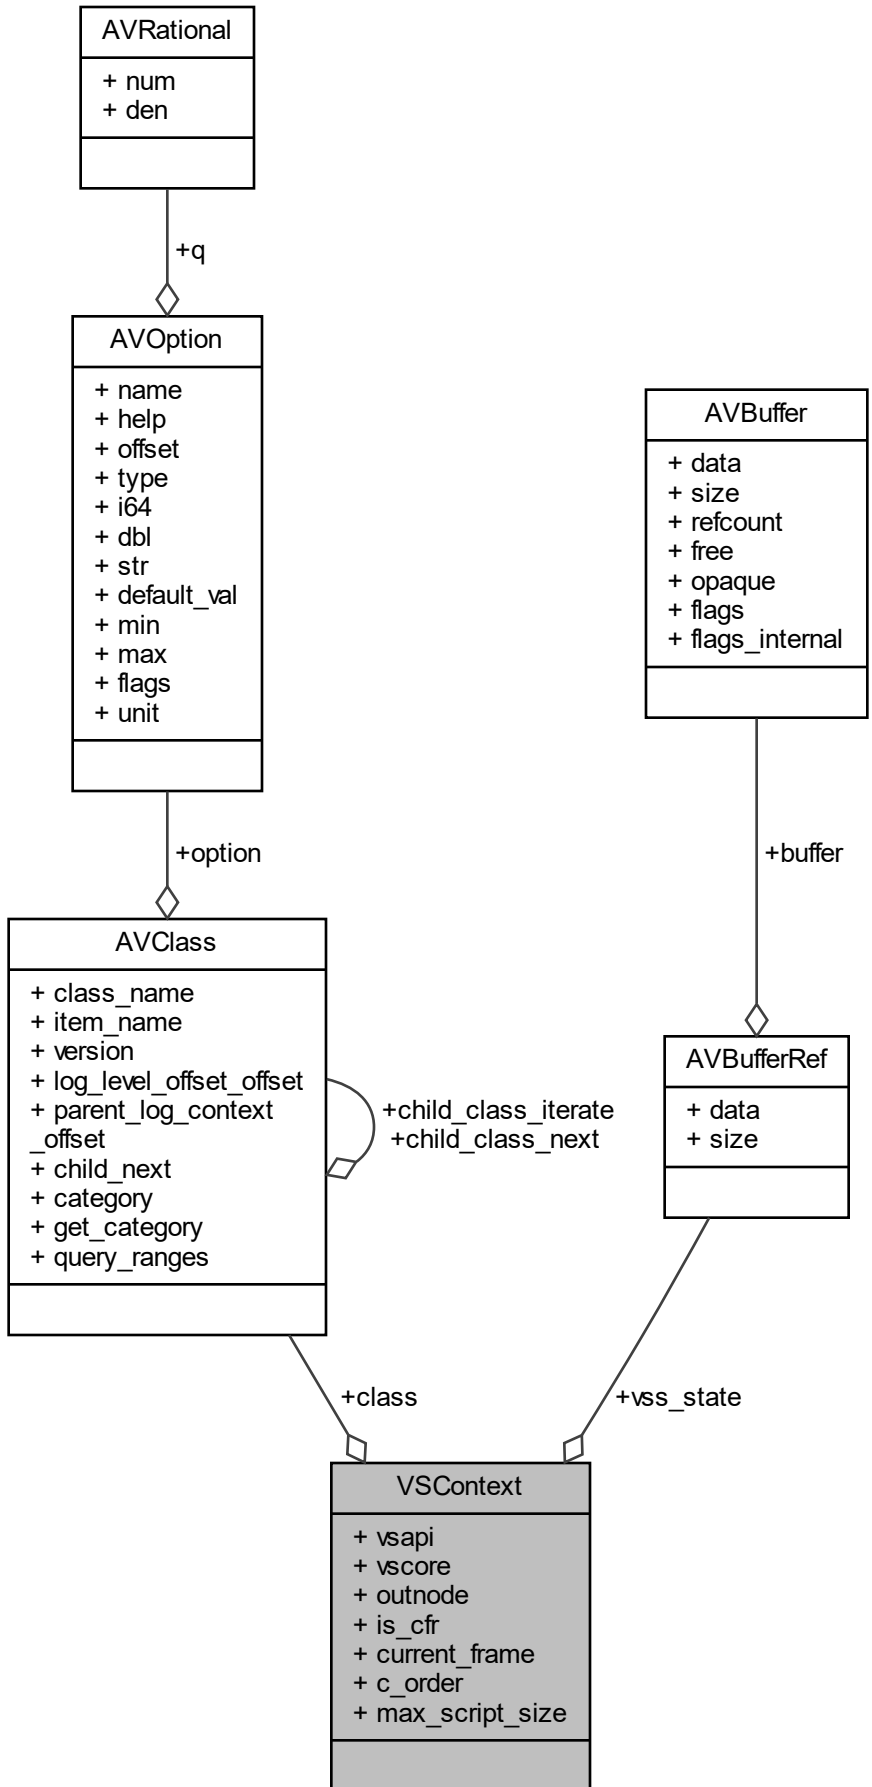 AVRational
+ num
+ den
+q
AVOption
+ name
+ help
+ offset
+ type
+ i64
+ dbl
+ str
+ default_val
+ min
+ max
+ flags
+ unit
AVBuffer
+ data
+ size
+ refcount
+ free
+ opaque
+ flags
+ flags_internal
+option
+buffer
AVClass
+ class_name
+ item_name
+ version
+ log_level_offset_offset
+ parent_log_context
_offset
+ child_next
+ category
+ get_category
+ query_ranges
+child_class_iterate
+child_class_next
AVBufferRef
+ data
+ size
+class
+vss_state
VSContext
+ vsapi
+ vscore
+ outnode
+ is_cfr
+ current_frame
+ c_order
+ max_script_size